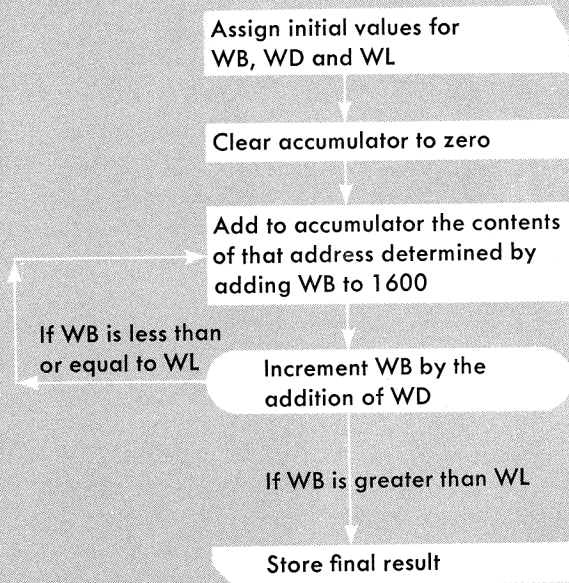 Assign initial values for
WB, WD and WL
Clear accumulator to zero
Add to accumulator the contents
of that address determined by
adding WB to 1600
If WB is less than
or equal to WL
Increment WB by the
addition of WD
If WB is greater than WL
Store final result